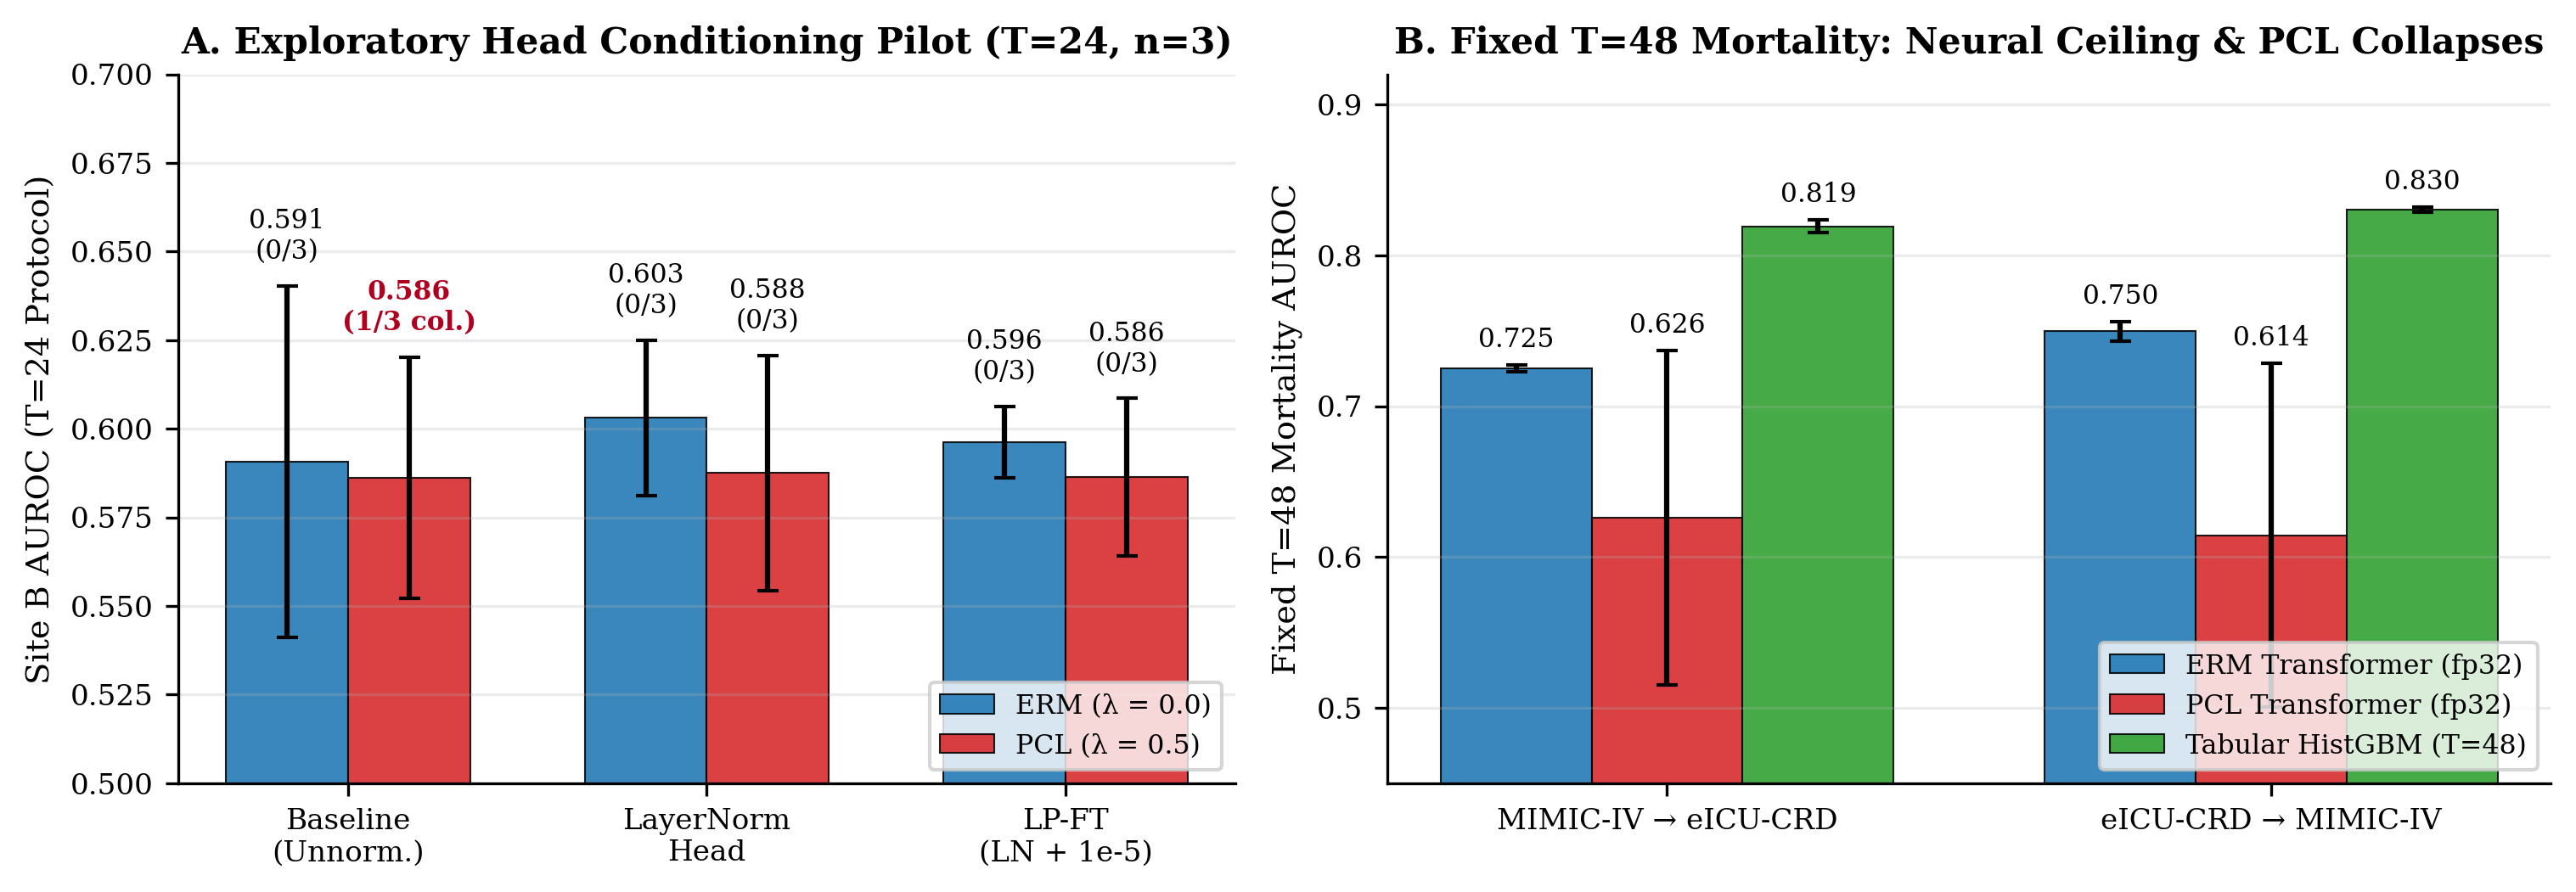 A. Exploratory Head Conditioning Pilot (T=24, n=3)
Site B AUROC (T=24 Protocol)
0.700
0.675
0.650
0.625
0.600
0.575
0.550
0.525
0.500
0.591
(0/3)
0.586
(1/3 col.)
0.603
(0/3)
0.588
(0/3)
0.596
(0/3)
0.586
(0/3)
ERM (λ = 0.0)
PCL (λ = 0.5)
Baseline
(Unnorm.)
LayerNorm
Head
LP-FT
(LN + 1e-5)
B. Fixed T=48 Mortality: Neural Ceiling & PCL Collapses
Fixed T=48 Mortality AUROC
0.9
0.8
0.7
0.6
0.5
0.725
0.626
0.819
0.750
0.614
0.830
ERM Transformer (fp32)
PCL Transformer (fp32)
Tabular HistGBM (T=48)
MIMIC-IV → eICU-CRD
eICU-CRD → MIMIC-IV